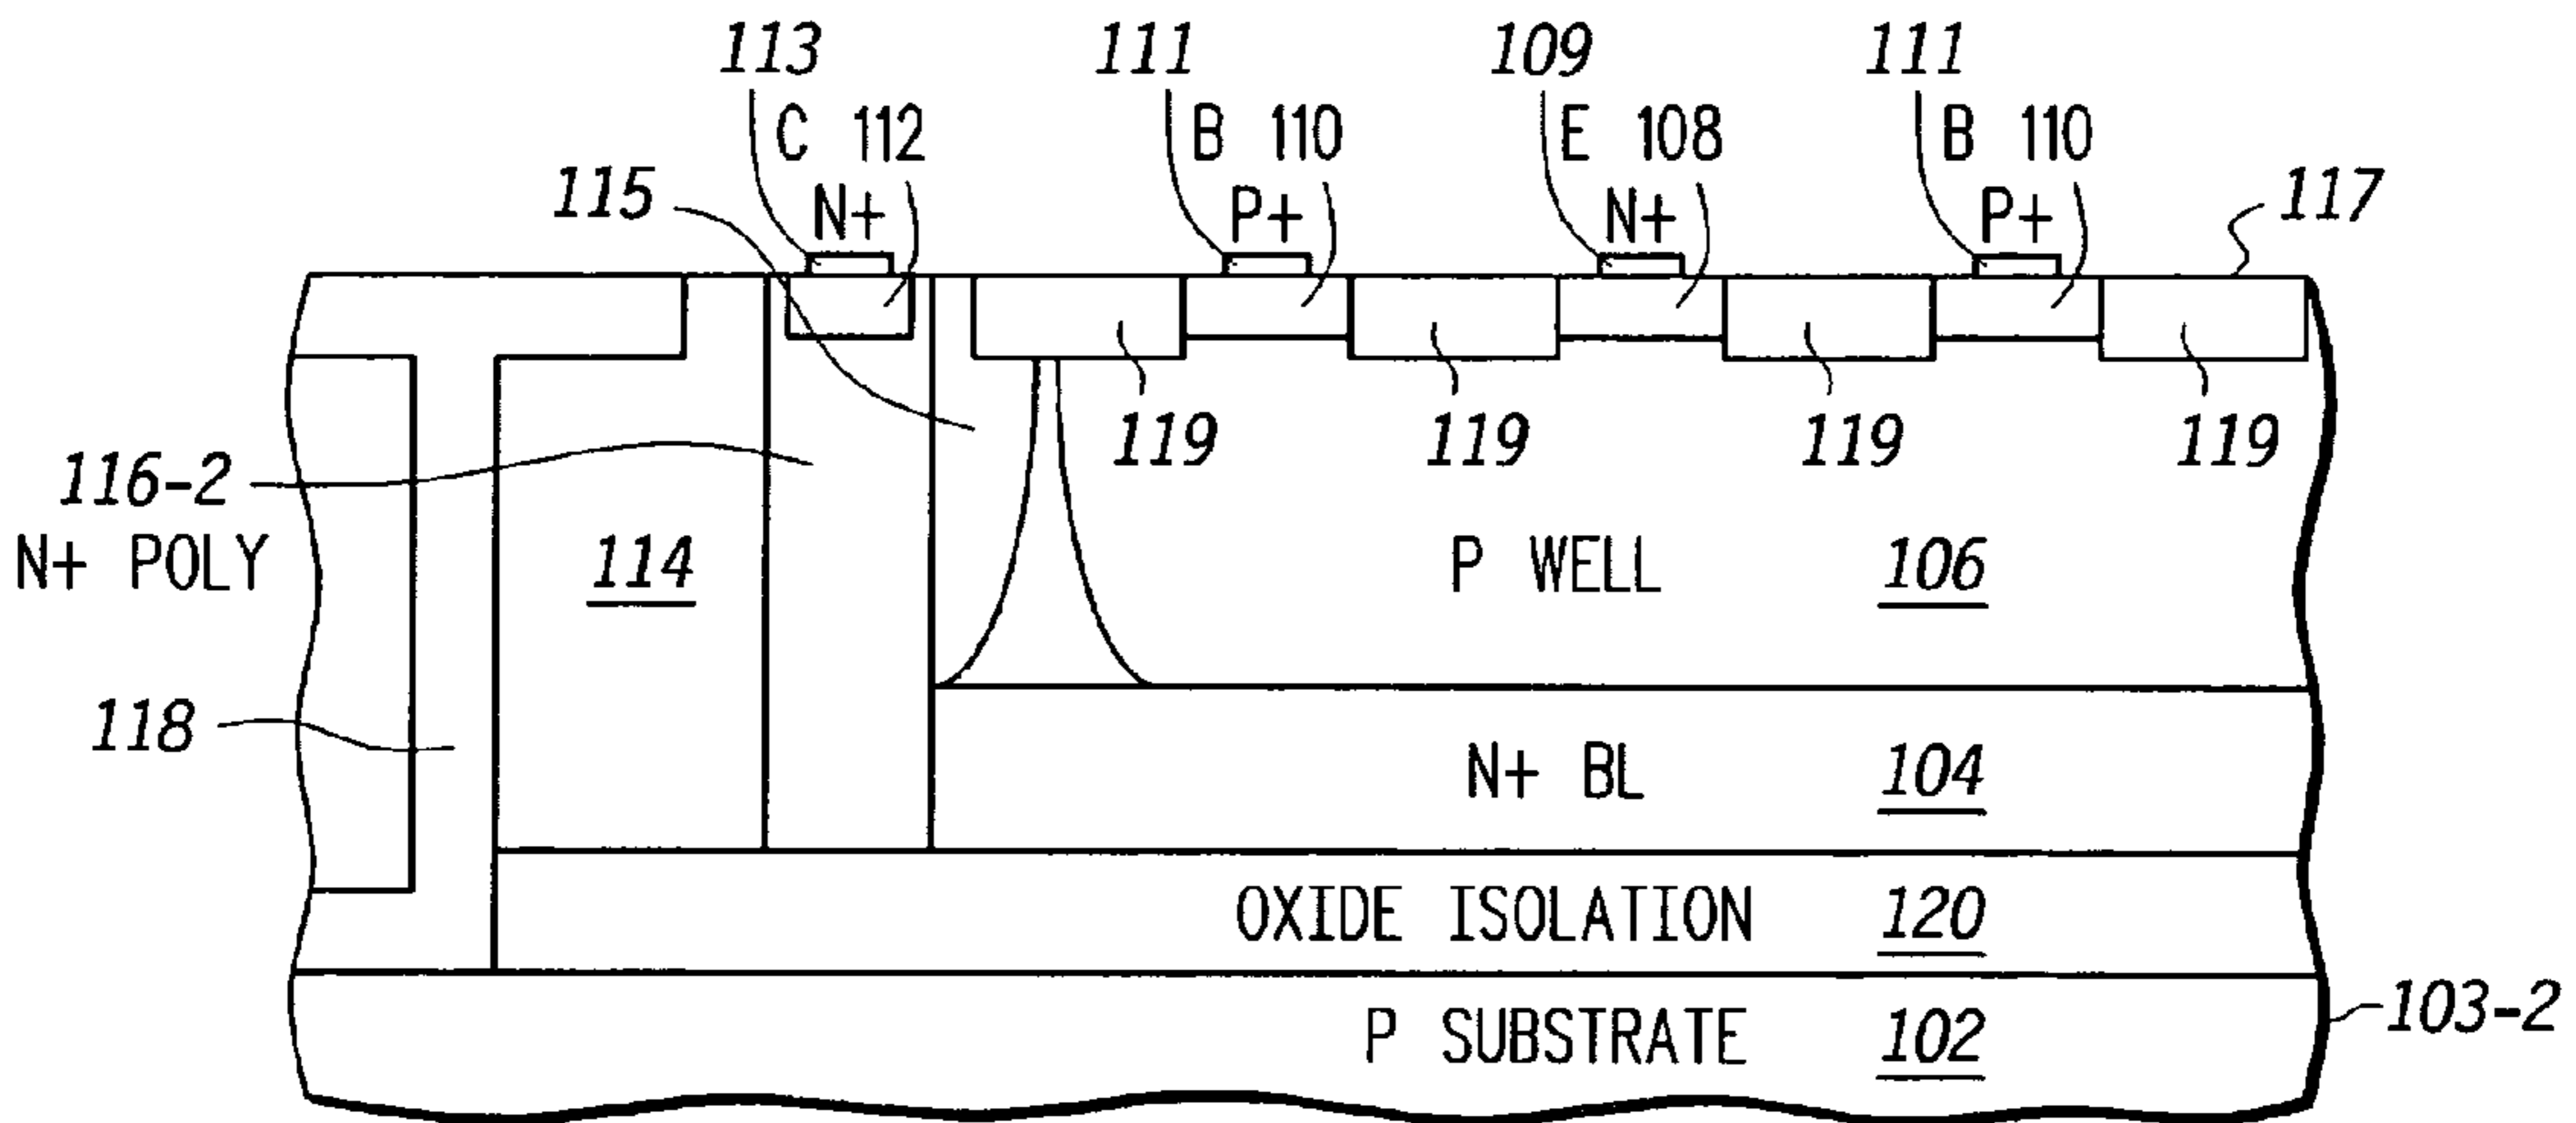 113 111 109 111
C 112 B 110 E 108 B 110
115 N+ P+ N+ P+ 117
119 119 119 119
116-2
N+ POLY 114 P WELL 106
118 N+ BL 104
OXIDE ISOLATION 120
P SUBSTRATE 102 103-2